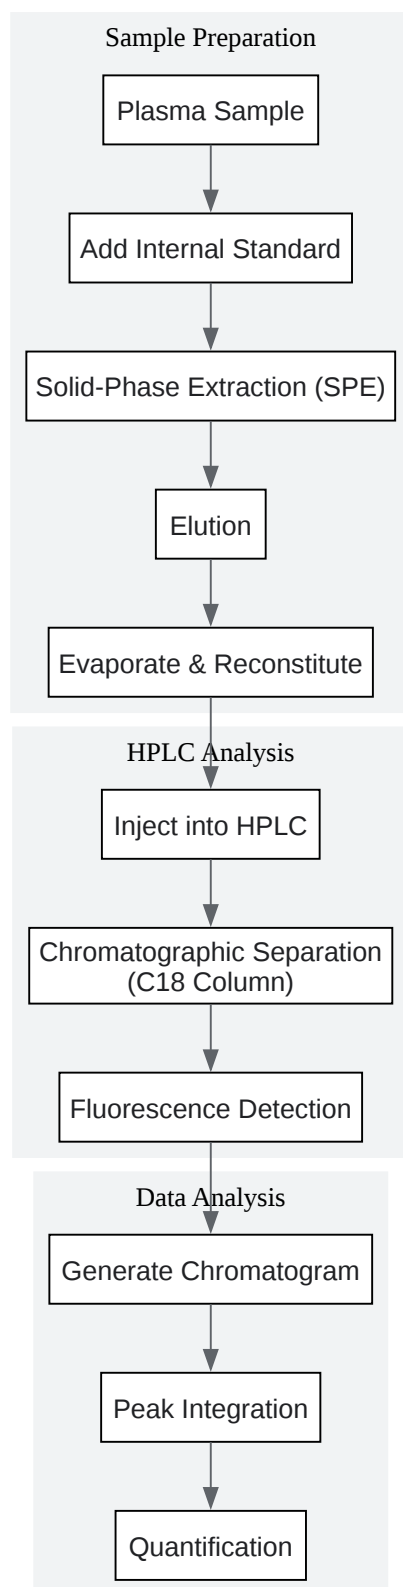 Sample Preparation
Plasma Sample
Add Internal Standard
Solid-Phase Extraction (SPE)
Elution
Evaporate & Reconstitute
HPLC Analysis
Inject into HPLC
Chromatographic Separation
(C18 Column)
Fluorescence Detection
Data Analysis
Generate Chromatogram
Peak Integration
Quantification